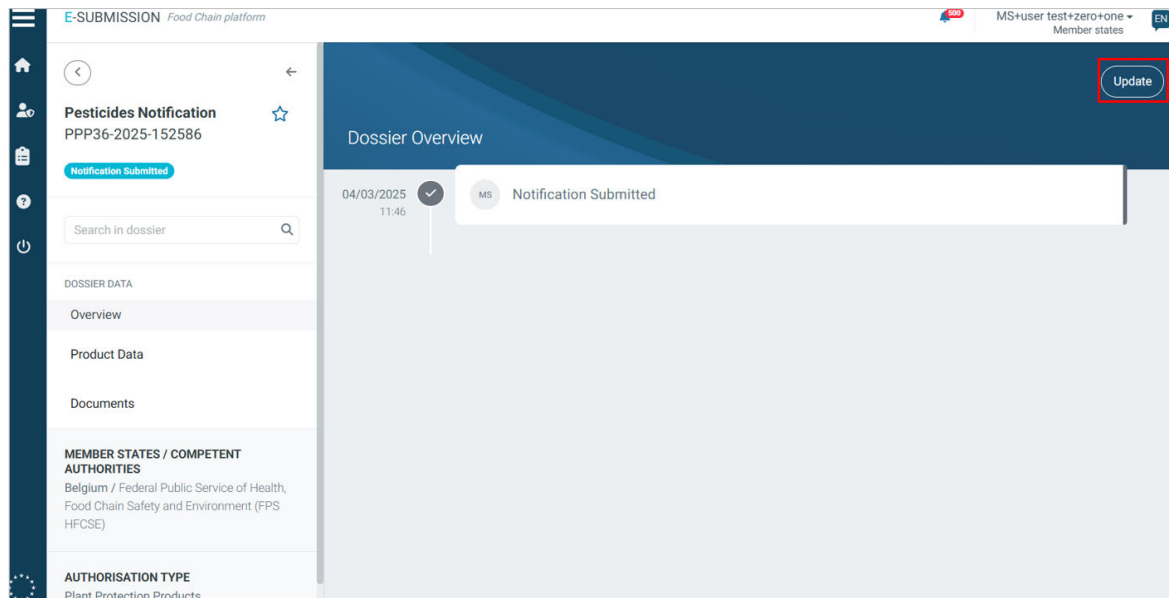 E-SUBMISSION Food Chain platform
500
MS+user test+zero+one
Member states
EN
Pesticides Notification
PPP36-2025-152586
Notification Submitted
Search in dossier
DOSSIER DATA
Overview
Product Data
Documents
MEMBER STATES / COMPETENT
AUTHORITIES
Belgium / Federal Public Service of Health,
Food Chain Safety and Environment (FPS
HFCSE)
AUTHORISATION TYPE
Plant Protection Products
Update
Dossier Overview
04/03/2025
11:46
MS
Notification Submitted